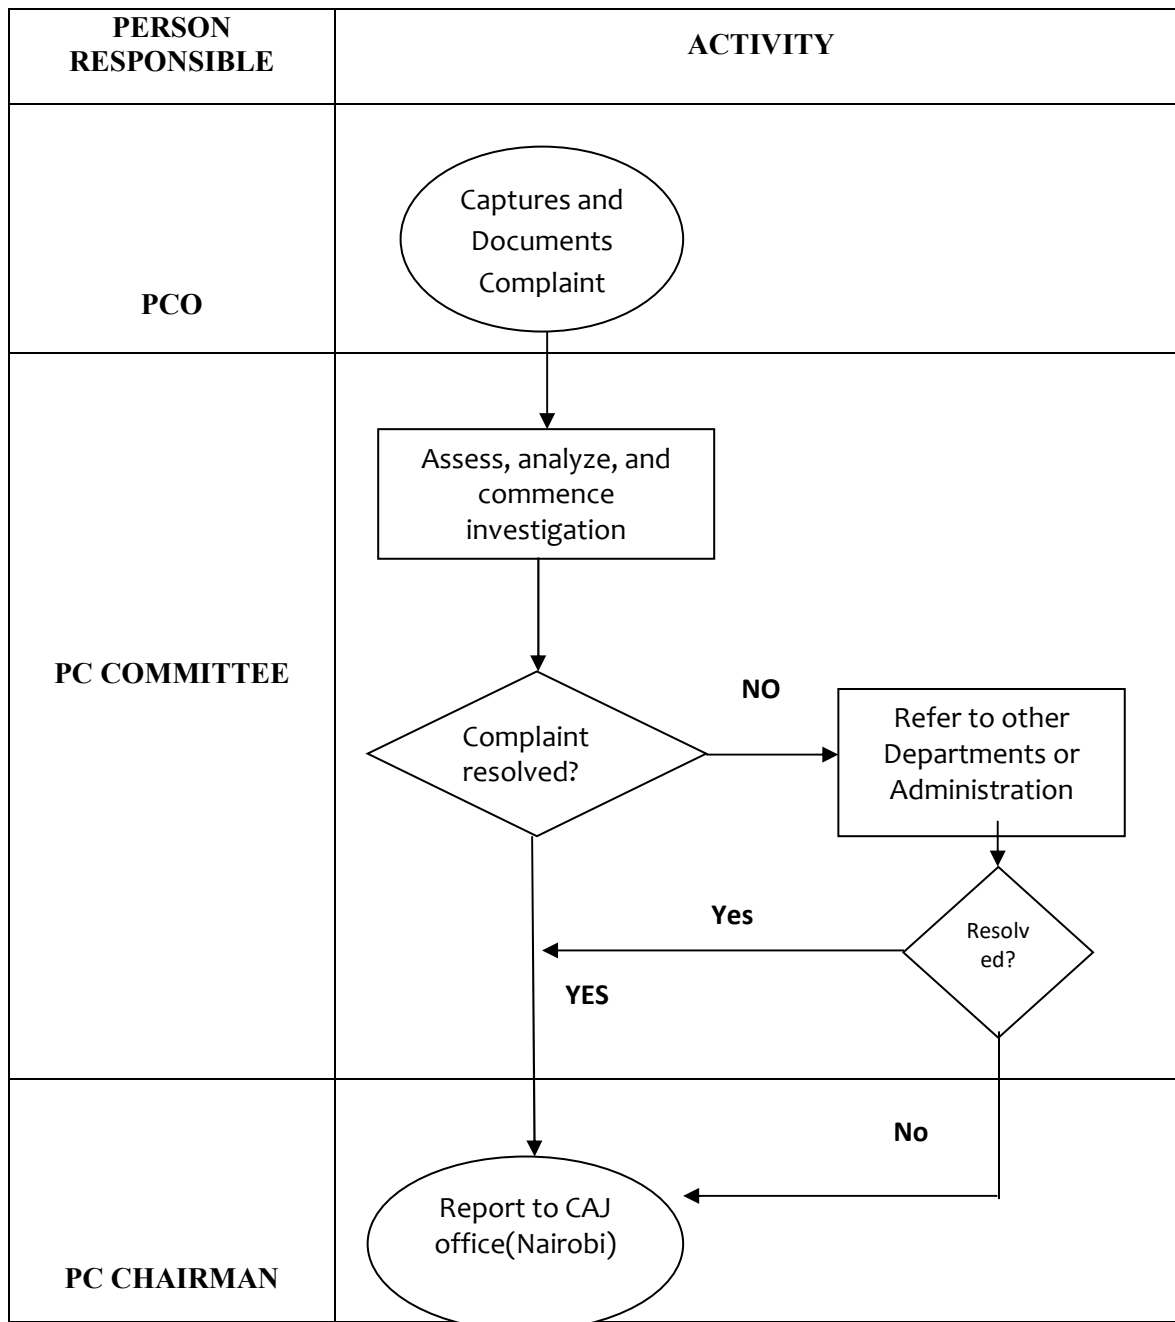 PERSON
RESPONSIBLE
ACTIVITY
PCO
Captures and
Documents
Complaint
PC COMMITTEE
Assess, analyze, and
commence
investigation
Complaint
resolved?
NO
Refer to other
Departments or
Administration
Resolv
ed?
Yes
YES
No
PC CHAIRMAN
Report to CAJ
office(Nairobi)